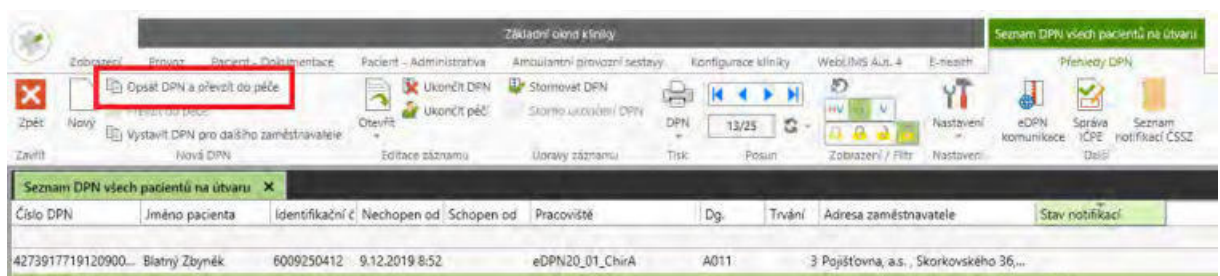 Základní okno kliniky
Seznam DPN všech pacientů na útvaru
Zobrazení Provoz Pacient - Dokumentace Pacient - Administrativa Ambulantní provozní sestavy Konfigurace kliniky WebLIMS Aut. 4 E-health Přehledy DPN
Opsat DPN a převzít do péče
Převzít do péče
Vystavit DPN pro dalšího zaměstnavatele
Zpět
Nový
Otevřít
Ukončit DPN
Ukončit péči
Stornovat DPN
Storno ukončení DPN
DPN
13/25
HV V
Nastavení
eDPN komunikace
Správa IČPE
Seznam notifikací ČSSZ
Zavřít Nová DPN Editace záznamu Úpravy záznamu Tisk Posun Zobrazení / Filtr Nastavení Další
Seznam DPN všech pacientů na útvaru
Číslo DPN Jméno pacienta Identifikační č Nechopen od Schopen od Pracoviště Dg. Trvání Adresa zaměstnavatele Stav notifikací
4273917719120900... Blatný Zbyněk 6009250412 9.12.2019 8:52 eDPN20_01_ChirA A011 3 Pojišťovna, a.s. , Skorkovského 36,...